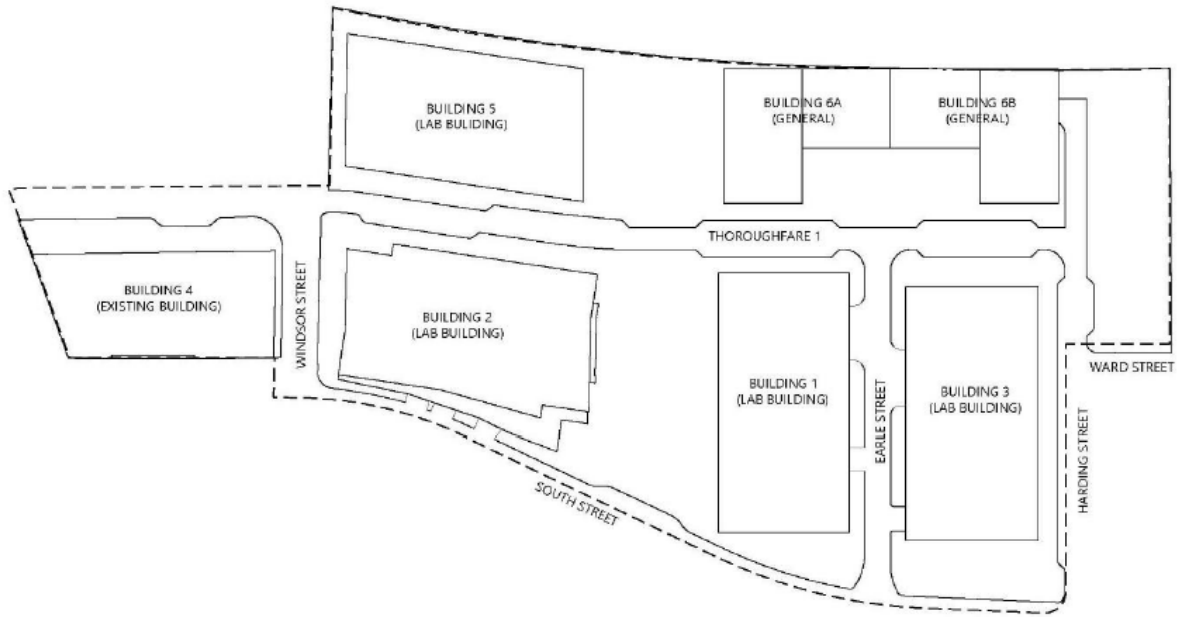 BUILDING 5
(LAB BULIDING)
BUILDING 6A
(GENERAL)
BUILDING 6B
(GENERAL)
THOROUGHFARE 1
BUILDING 4
(EXISTING BUILDING)
WINDSOR STREET
BUILDING 2
(LAB BUILDING)
BUILDING 1
(LAB BUILDING)
EARLE STREET
BUILDING 3
(LAB BUILDING)
HARDING STREET
WARD STREET
SOUTH STREET